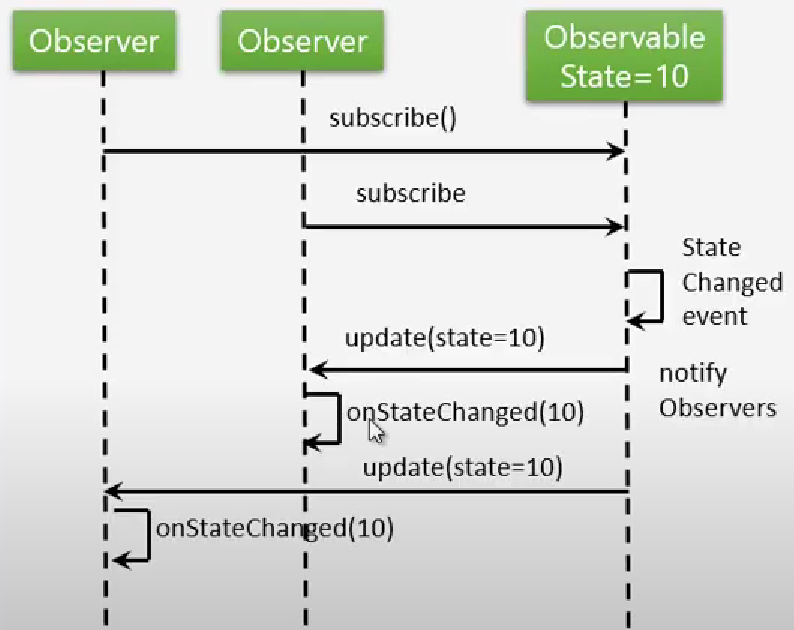 Observer
Observer
Observable
State=10
subscribe()
subscribe
State
Changed
event
update(state=10)
notify
Observers
onStateChanged(10)
update(state=10)
onStateChanged(10)